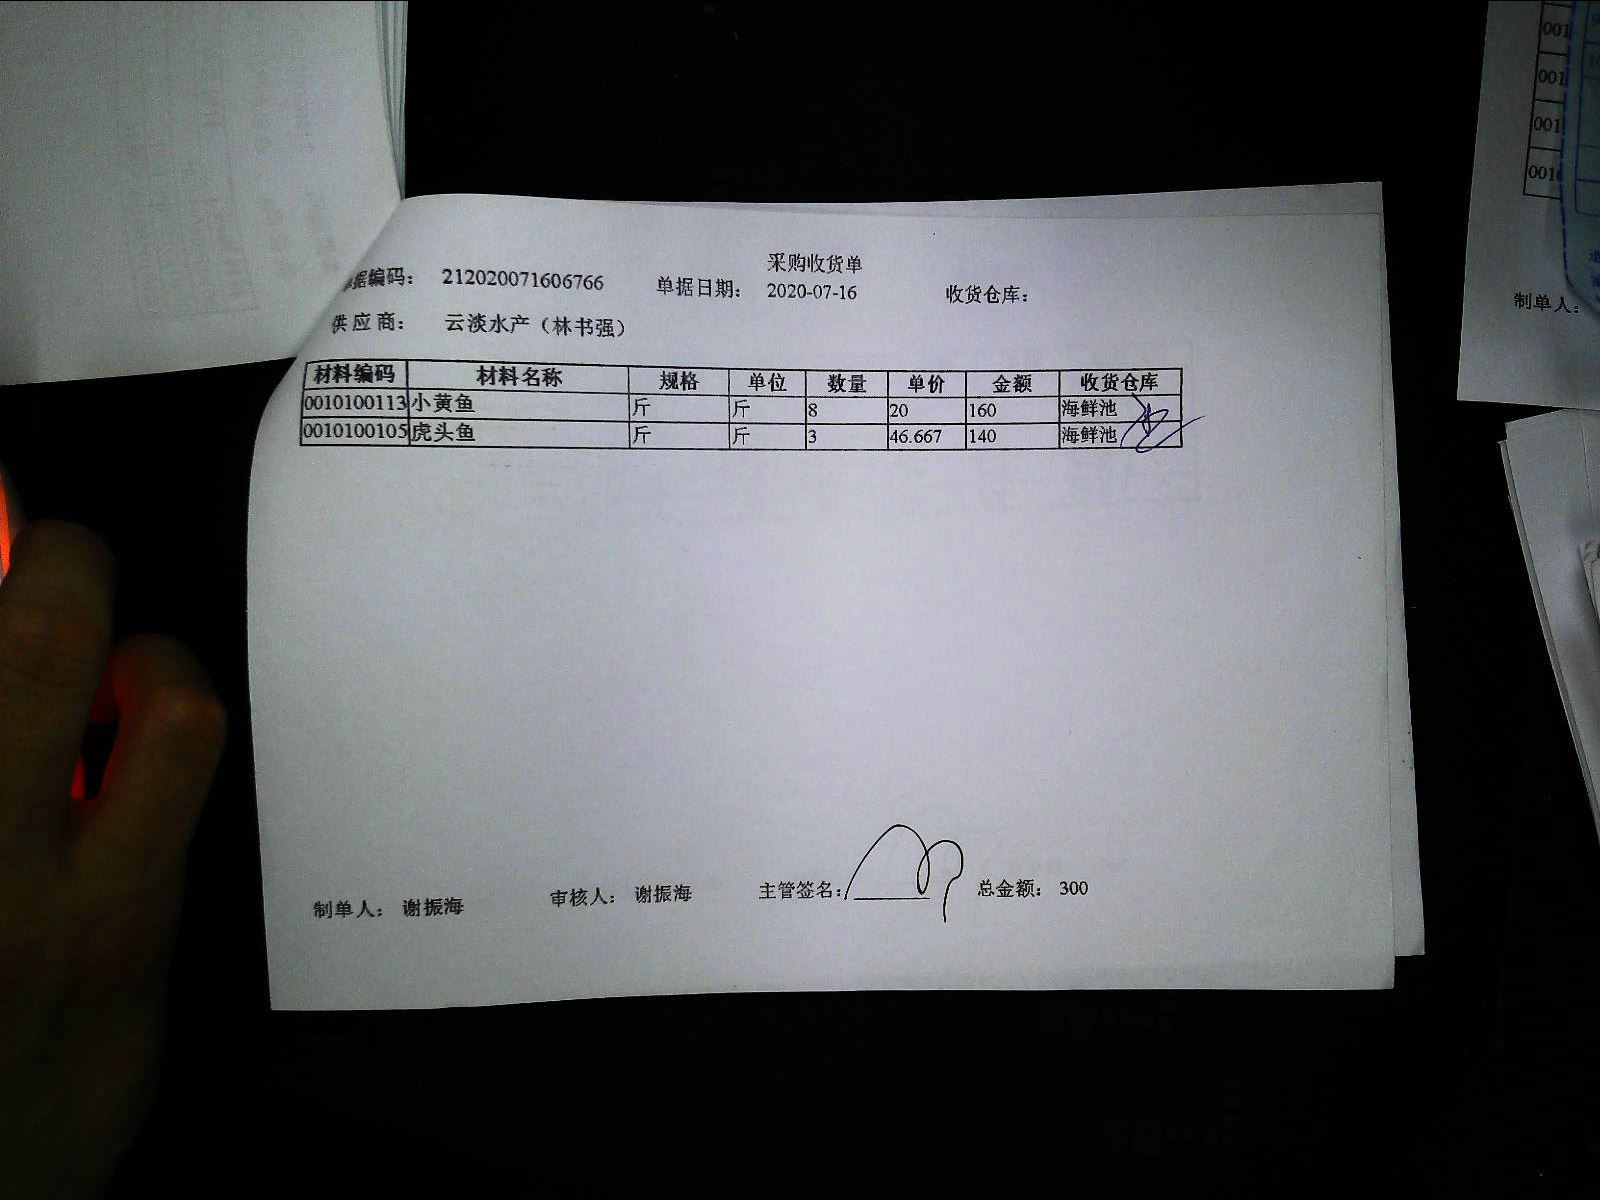 采购收货单
单据编码: 212020071606766 单据日期: 2020-07-16 收货仓库:
供应商: 云淡水产（林书强）
材料编码 材料名称 规格 单位 数量 单价 金额 收货仓库
0010100113 小黄鱼 斤 斤 8 20 160 海鲜池
0010100105 虎头鱼 斤 斤 3 46.667 140 海鲜池
制单人: 谢振海 审核人: 谢振海 主管签名: 总金额: 300
001
001
001
001
制单人: